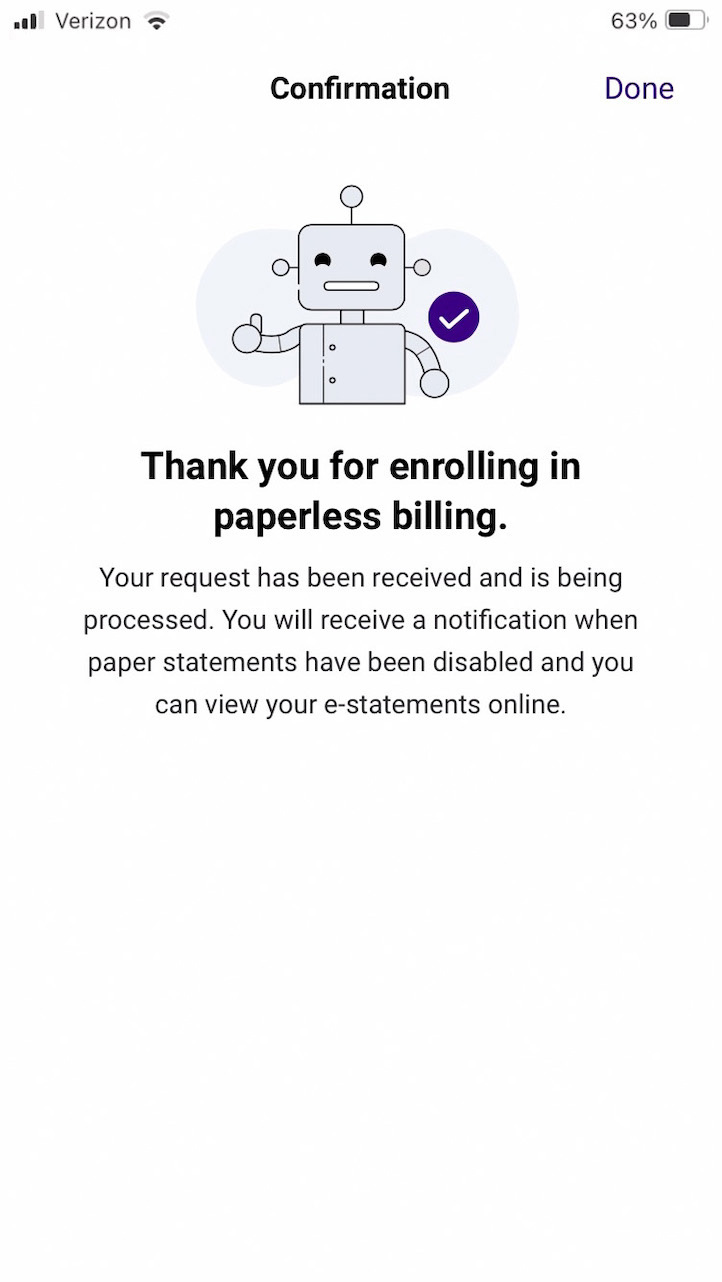 Verizon 63%
Confirmation Done
Thank you for enrolling in
paperless billing.
Your request has been received and is being
processed. You will receive a notification when
paper statements have been disabled and you
can view your e-statements online.